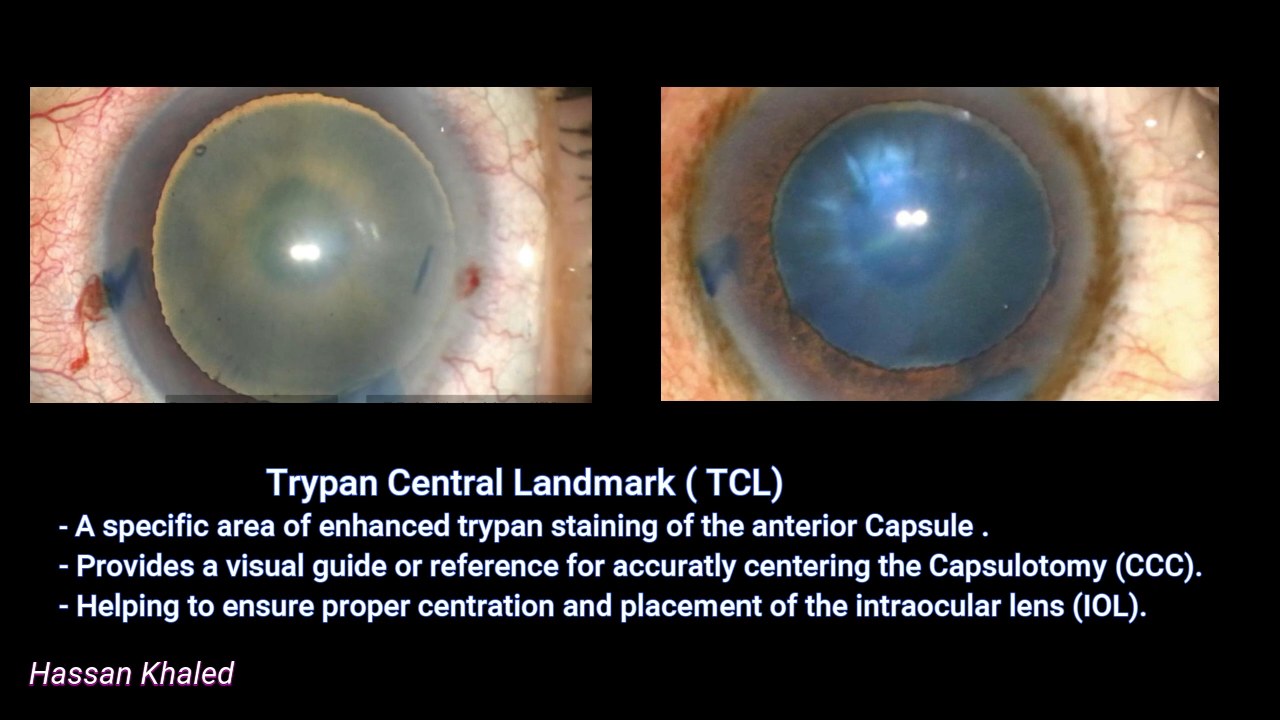 Trypan Central Landmark ( TCL)
- A specific area of enhanced trypan staining of the anterior Capsule .
- Provides a visual guide or reference for accuratly centering the Capsulotomy (CCC).
- Helping to ensure proper centration and placement of the intraocular lens (IOL).
Hassan Khaled